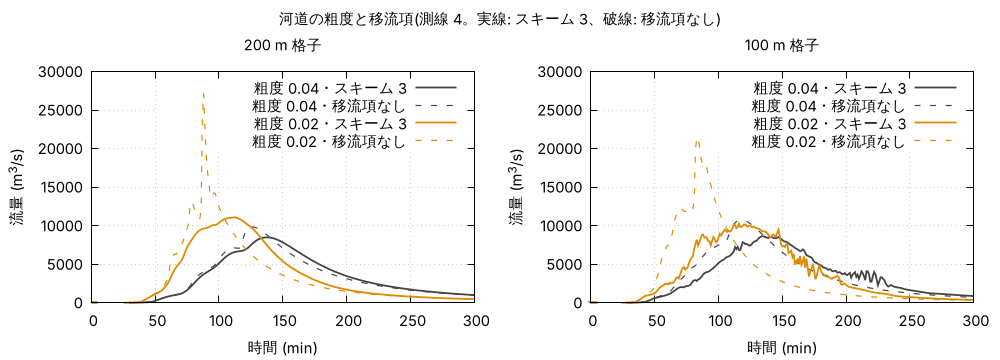 河道の粗度と移流項(測線 4。実線: スキーム 3、破線: 移流項なし)
200 m 格子
流量 (m³/s)
30000
25000
20000
15000
10000
5000
0
粗度 0.04・スキーム 3
粗度 0.04・移流項なし
粗度 0.02・スキーム 3
粗度 0.02・移流項なし
0 50 100 150 200 250 300
時間 (min)
100 m 格子
流量 (m³/s)
30000
25000
20000
15000
10000
5000
0
粗度 0.04・スキーム 3
粗度 0.04・移流項なし
粗度 0.02・スキーム 3
粗度 0.02・移流項なし
0 50 100 150 200 250 300
時間 (min)